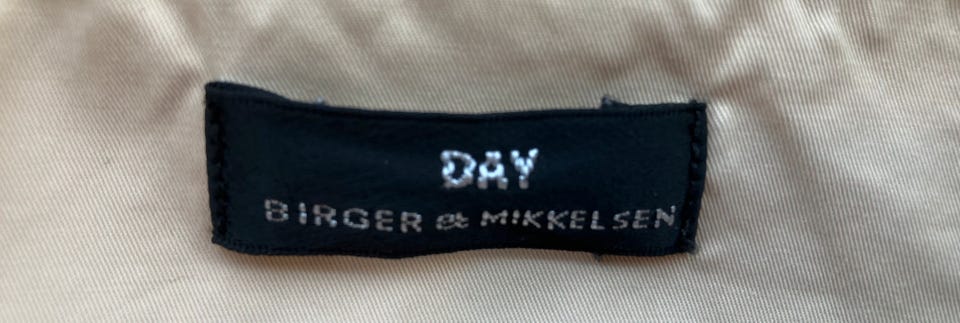 DAY
BIRGER et MIKKELSEN